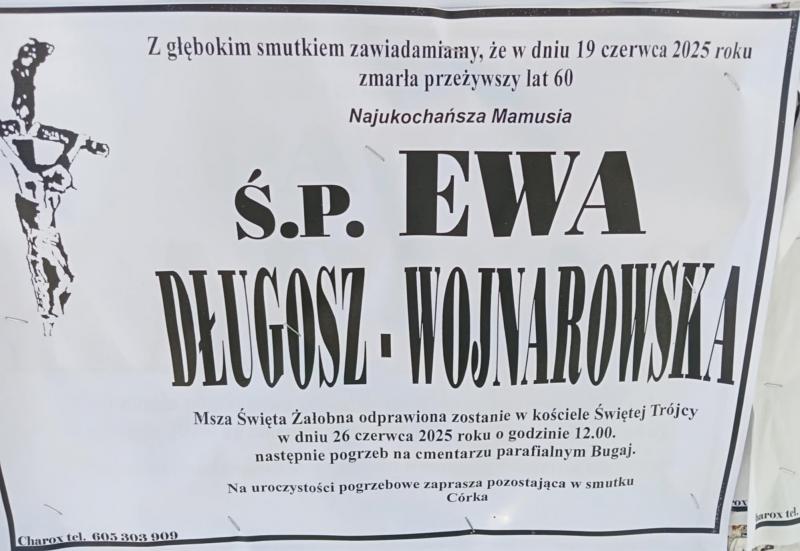 Z głębokim smutkiem zawiadamiamy, że w dniu 19 czerwca 2025 roku
zmarła przeżywszy lat 60
Najukochańsza Mamusia
Ś.P. EWA
DŁUGOSZ - WOJNAROWSKA
Msza Święta Żałobna odprawiona zostanie w kościele Świętej Trójcy
w dniu 26 czerwca 2025 roku o godzinie 12.00.
następnie pogrzeb na cmentarzu parafialnym Bugaj.
Na uroczystości pogrzebowe zaprasza pozostająca w smutku
Córka
Charox tel. 605 303 909